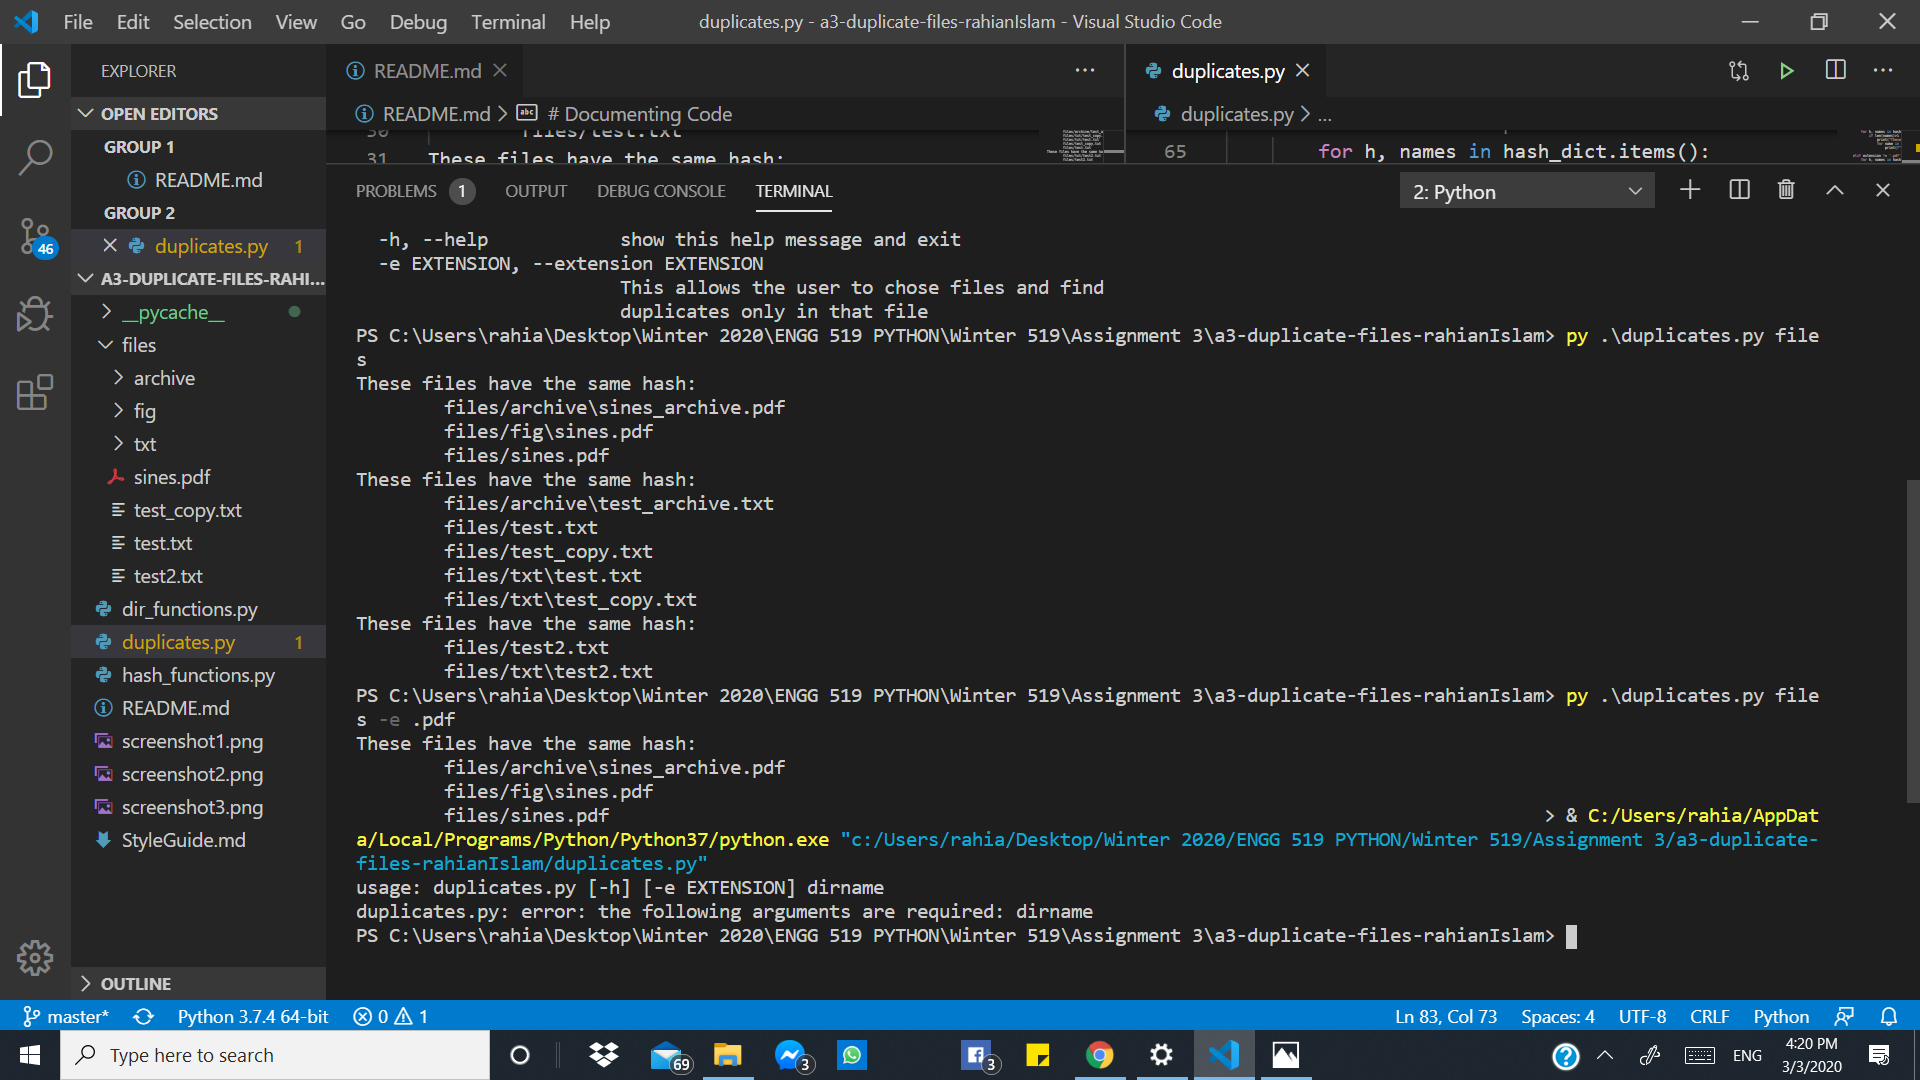 File Edit Selection View Go Debug Terminal Help
duplicates.py - a3-duplicate-files-rahianIslam - Visual Studio Code
EXPLORER
OPEN EDITORS
GROUP 1
README.md
GROUP 2
duplicates.py 1
A3-DUPLICATE-FILES-RAHI...
__pycache__
files
archive
fig
txt
sines.pdf
test_copy.txt
test.txt
test2.txt
dir_functions.py
duplicates.py 1
hash_functions.py
README.md
screenshot1.png
screenshot2.png
screenshot3.png
StyleGuide.md
OUTLINE
46
README.md
README.md > # Documenting Code
30 files/test.txt
31 These files have the same hash:
duplicates.py
duplicates.py > ...
65 for h, names in hash_dict.items():
PROBLEMS 1 OUTPUT DEBUG CONSOLE TERMINAL
2: Python
-h, --help show this help message and exit
-e EXTENSION, --extension EXTENSION
This allows the user to chose files and find
duplicates only in that file
PS C:\Users\rahia\Desktop\Winter 2020\ENGG 519 PYTHON\Winter 519\Assignment 3\a3-duplicate-files-rahianIslam> py .\duplicates.py file
s
These files have the same hash:
files/archive\sines_archive.pdf
files/fig\sines.pdf
files/sines.pdf
These files have the same hash:
files/archive\test_archive.txt
files/test.txt
files/test_copy.txt
files/txt\test.txt
files/txt\test_copy.txt
These files have the same hash:
files/test2.txt
files/txt\test2.txt
PS C:\Users\rahia\Desktop\Winter 2020\ENGG 519 PYTHON\Winter 519\Assignment 3\a3-duplicate-files-rahianIslam> py .\duplicates.py file
s -e .pdf
These files have the same hash:
files/archive\sines_archive.pdf
files/fig\sines.pdf
files/sines.pdf > & C:/Users/rahia/AppDat
a/Local/Programs/Python/Python37/python.exe "c:/Users/rahia/Desktop/Winter 2020/ENGG 519 PYTHON/Winter 519/Assignment 3/a3-duplicate-
files-rahianIslam/duplicates.py"
usage: duplicates.py [-h] [-e EXTENSION] dirname
duplicates.py: error: the following arguments are required: dirname
PS C:\Users\rahia\Desktop\Winter 2020\ENGG 519 PYTHON\Winter 519\Assignment 3\a3-duplicate-files-rahianIslam>
master* Python 3.7.4 64-bit 0 1
Ln 83, Col 73 Spaces: 4 UTF-8 CRLF Python
Type here to search
69
3
3
ENG
4:20 PM
3/3/2020